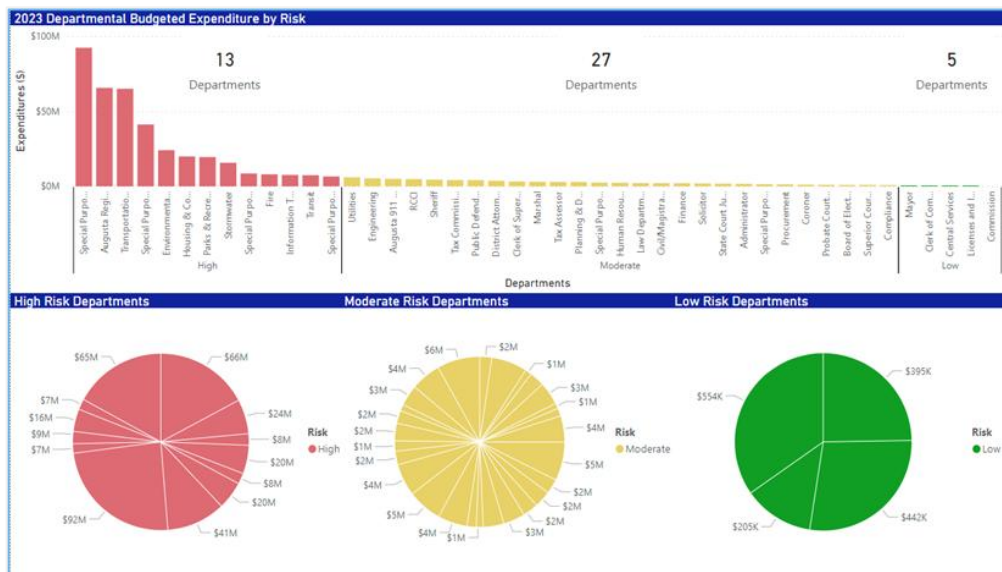 2023 Departmental Budgeted Expenditure by Risk
$100M
$50M
$0M
Expenditures ($)
13
Departments
27
Departments
5
Departments
Special Purpo...
Augusta Regi...
Transportatio...
Special Purpo...
Environmenta...
Housing & Co...
Parks & Recre...
Stormwater
Special Purpo...
Fire
Information T...
Transit
Special Purpo...
Utilities
Engineering
Augusta 911 ...
RCCI
Sheriff
Tax Commissi...
Public Defend...
District Attorn...
Clerk of Super...
Marshal
Tax Assessor
Planning & D...
Special Purpo...
Human Resou...
Law Departm...
Civil/Magistra...
Finance
Solicitor
State Court Ju...
Administrator
Special Purpo...
Procurement
Coroner
Probate Court...
Board of Elect...
Superior Cour...
Compliance
Mayor
Clerk of Com...
Central Services
Licenses and I...
Commission
High
Moderate
Low
Departments
High Risk Departments
$65M
$66M
$7M
$16M
$9M
$7M
$92M
$24M
$8M
$20M
$8M
$20M
$41M
Risk
High
Moderate Risk Departments
$6M
$4M
$3M
$2M
$2M
$1M
$2M
$4M
$5M
$4M
$1M
$2M
$1M
$3M
$1M
$4M
$5M
$2M
$2M
$2M
$3M
Risk
Moderate
Low Risk Departments
$554K
$395K
$205K
$442K
Risk
Low